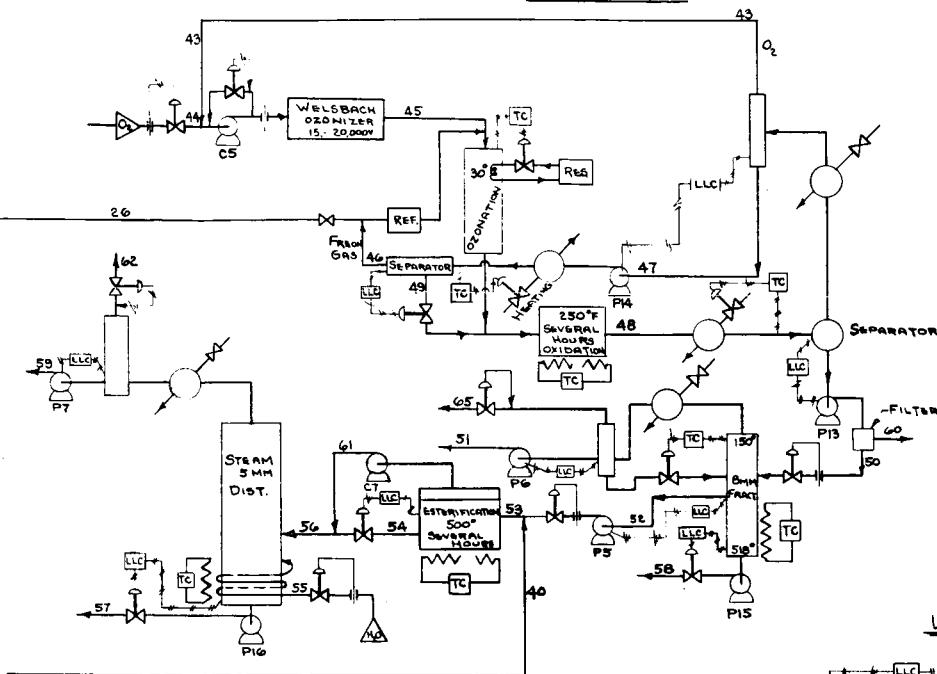 43
43
O₂
O₂
44
C5
WELSBACH
OZONIZER
15,- 20,000V
45
TC
30°
RES
OZONATION
LLC
26
REF.
FREON
GAS
46
SEPARATOR
49
LLC
TC
HEATING
47
P14
TC
62
250°F
SEVERAL
HOURS
OXIDATION
48
SEPARATOR
TC
LLC
P13
FILTER
60
50
59
LLC
P7
65
51
P6
LLC
TC
150°
8MM
FRACT.
518°
TC
STEAM
5 MM
DIST.
61
C7
LLC
56
54
ESTERIFICATION
500°
SEVERAL
HOURS
53
TC
P5
52
LLC
LLC
58
P15
40
LLC
TC
55
57
P16
H₂O
LLC